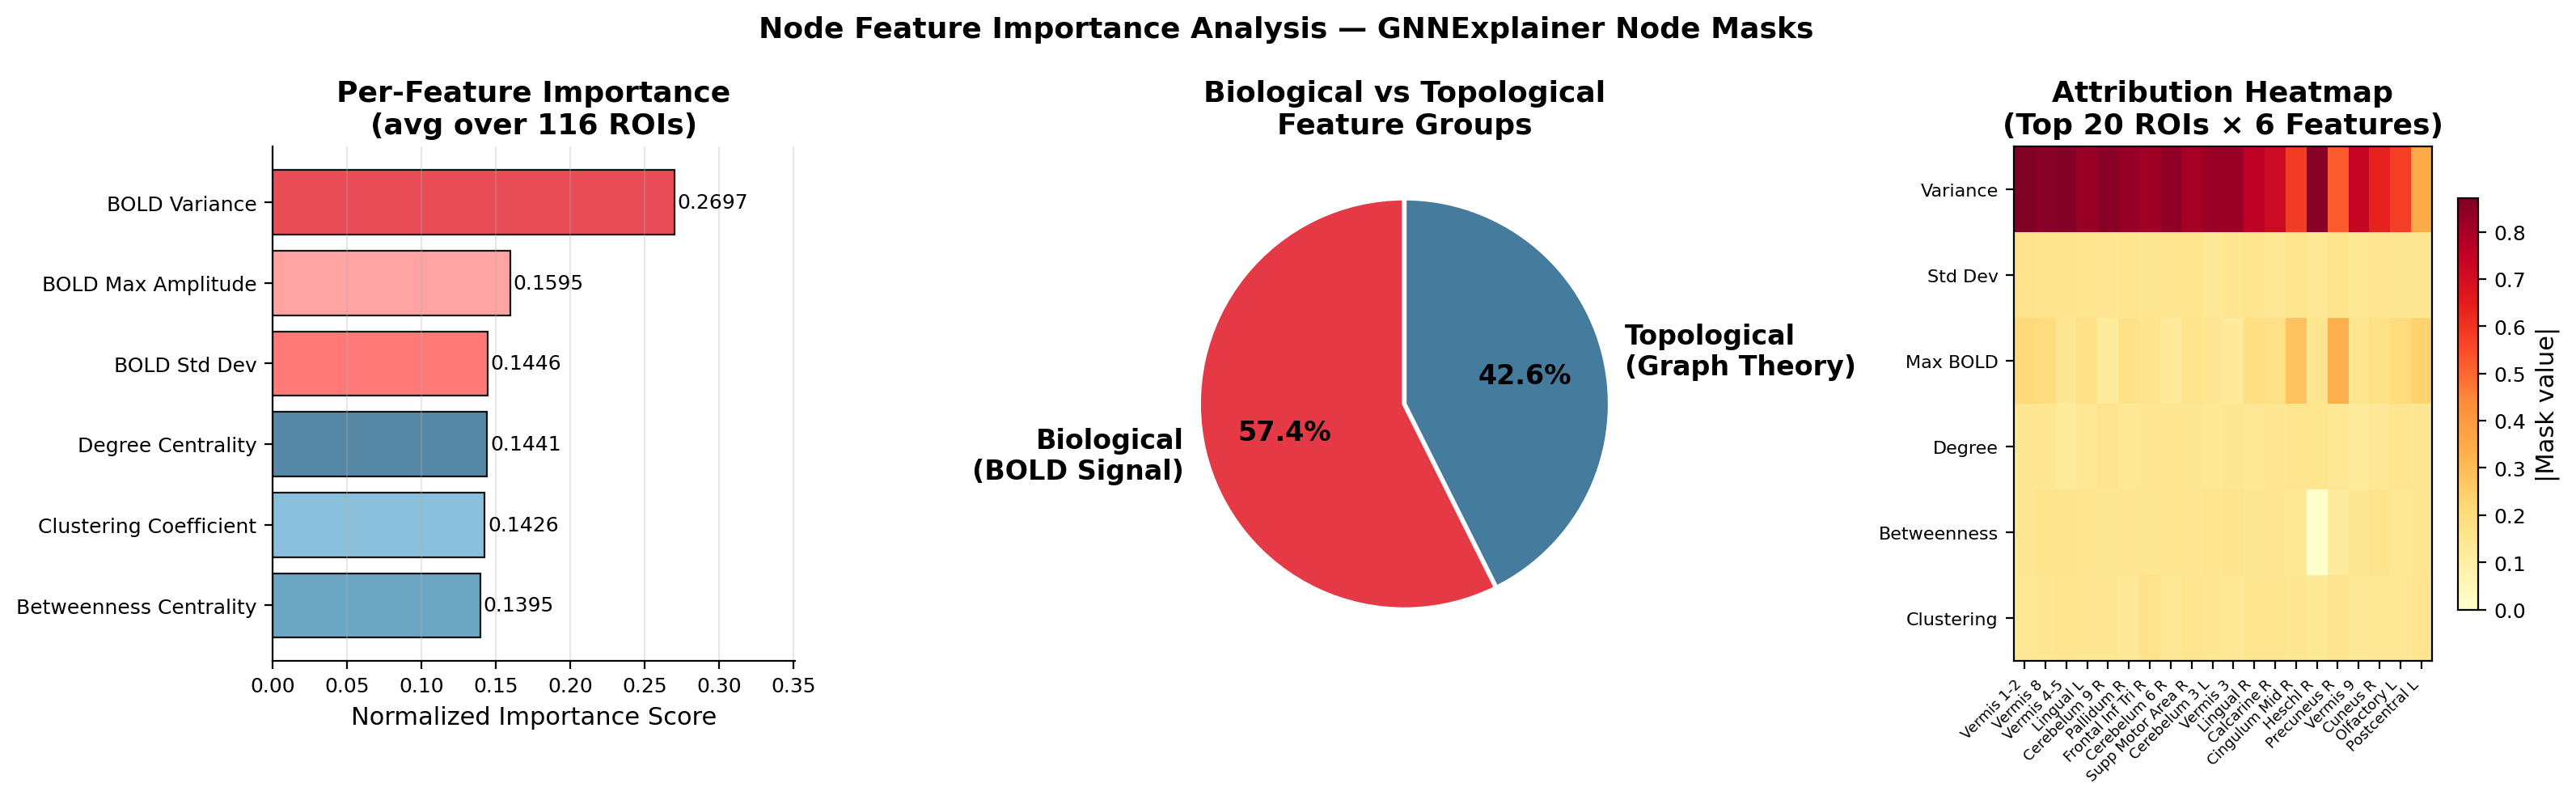 Node Feature Importance Analysis — GNNExplainer Node Masks
Per-Feature Importance
(avg over 116 ROIs)
BOLD Variance
0.2697
BOLD Max Amplitude
0.1595
BOLD Std Dev
0.1446
Degree Centrality
0.1441
Clustering Coefficient
0.1426
Betweenness Centrality
0.1395
0.00 0.05 0.10 0.15 0.20 0.25 0.30 0.35
Normalized Importance Score
Biological vs Topological
Feature Groups
Topological
(Graph Theory)
42.6%
57.4%
Biological
(BOLD Signal)
Attribution Heatmap
(Top 20 ROIs × 6 Features)
Variance
Std Dev
Max BOLD
Degree
Betweenness
Clustering
Vermis 1-2
Vermis 8
Vermis 4-5
Lingual L
Cerebelum 9 R
Pallidum R
Frontal Inf Tri R
Cerebelum 6 R
Supp Motor Area R
Cerebelum 3 L
Vermis 3
Lingual R
Calcarine R
Cingulum Mid R
Heschl R
Precuneus R
Vermis 9
Cuneus R
Olfactory L
Postcentral L
0.8
0.7
0.6
0.5
0.4
0.3
0.2
0.1
0.0
|Mask value|